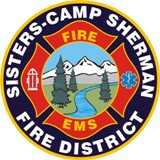 SISTERS-CAMP SHERMAN
FIRE
EMS
FIRE DISTRICT